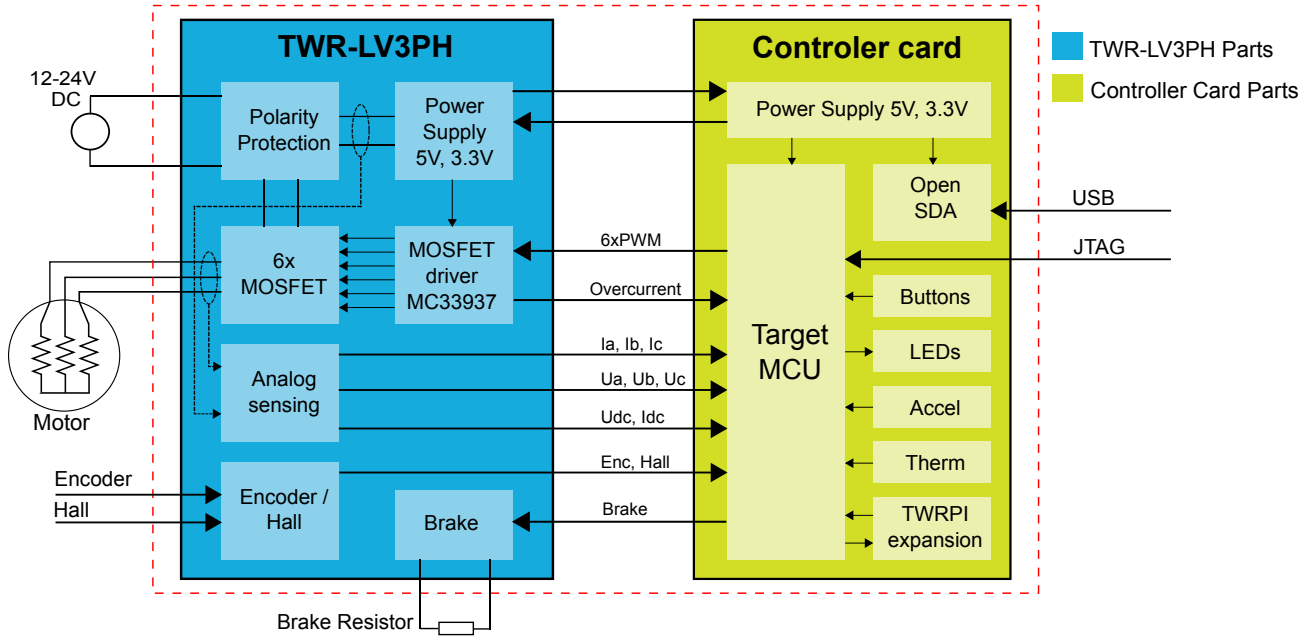 TWR-LV3PH
Controler card
TWR-LV3PH Parts
Controller Card Parts
12-24V
DC
Polarity
Protection
Power
Supply
5V, 3.3V
Power Supply 5V, 3.3V
Open
SDA
USB
JTAG
6x
MOSFET
MOSFET
driver
MC33937
6xPWM
Overcurrent
Target
MCU
Buttons
LEDs
Accel
Therm
TWRPI
expansion
Motor
Analog
sensing
Ia, Ib, Ic
Ua, Ub, Uc
Udc, Idc
Encoder
Hall
Encoder /
Hall
Enc, Hall
Brake
Brake
Brake Resistor